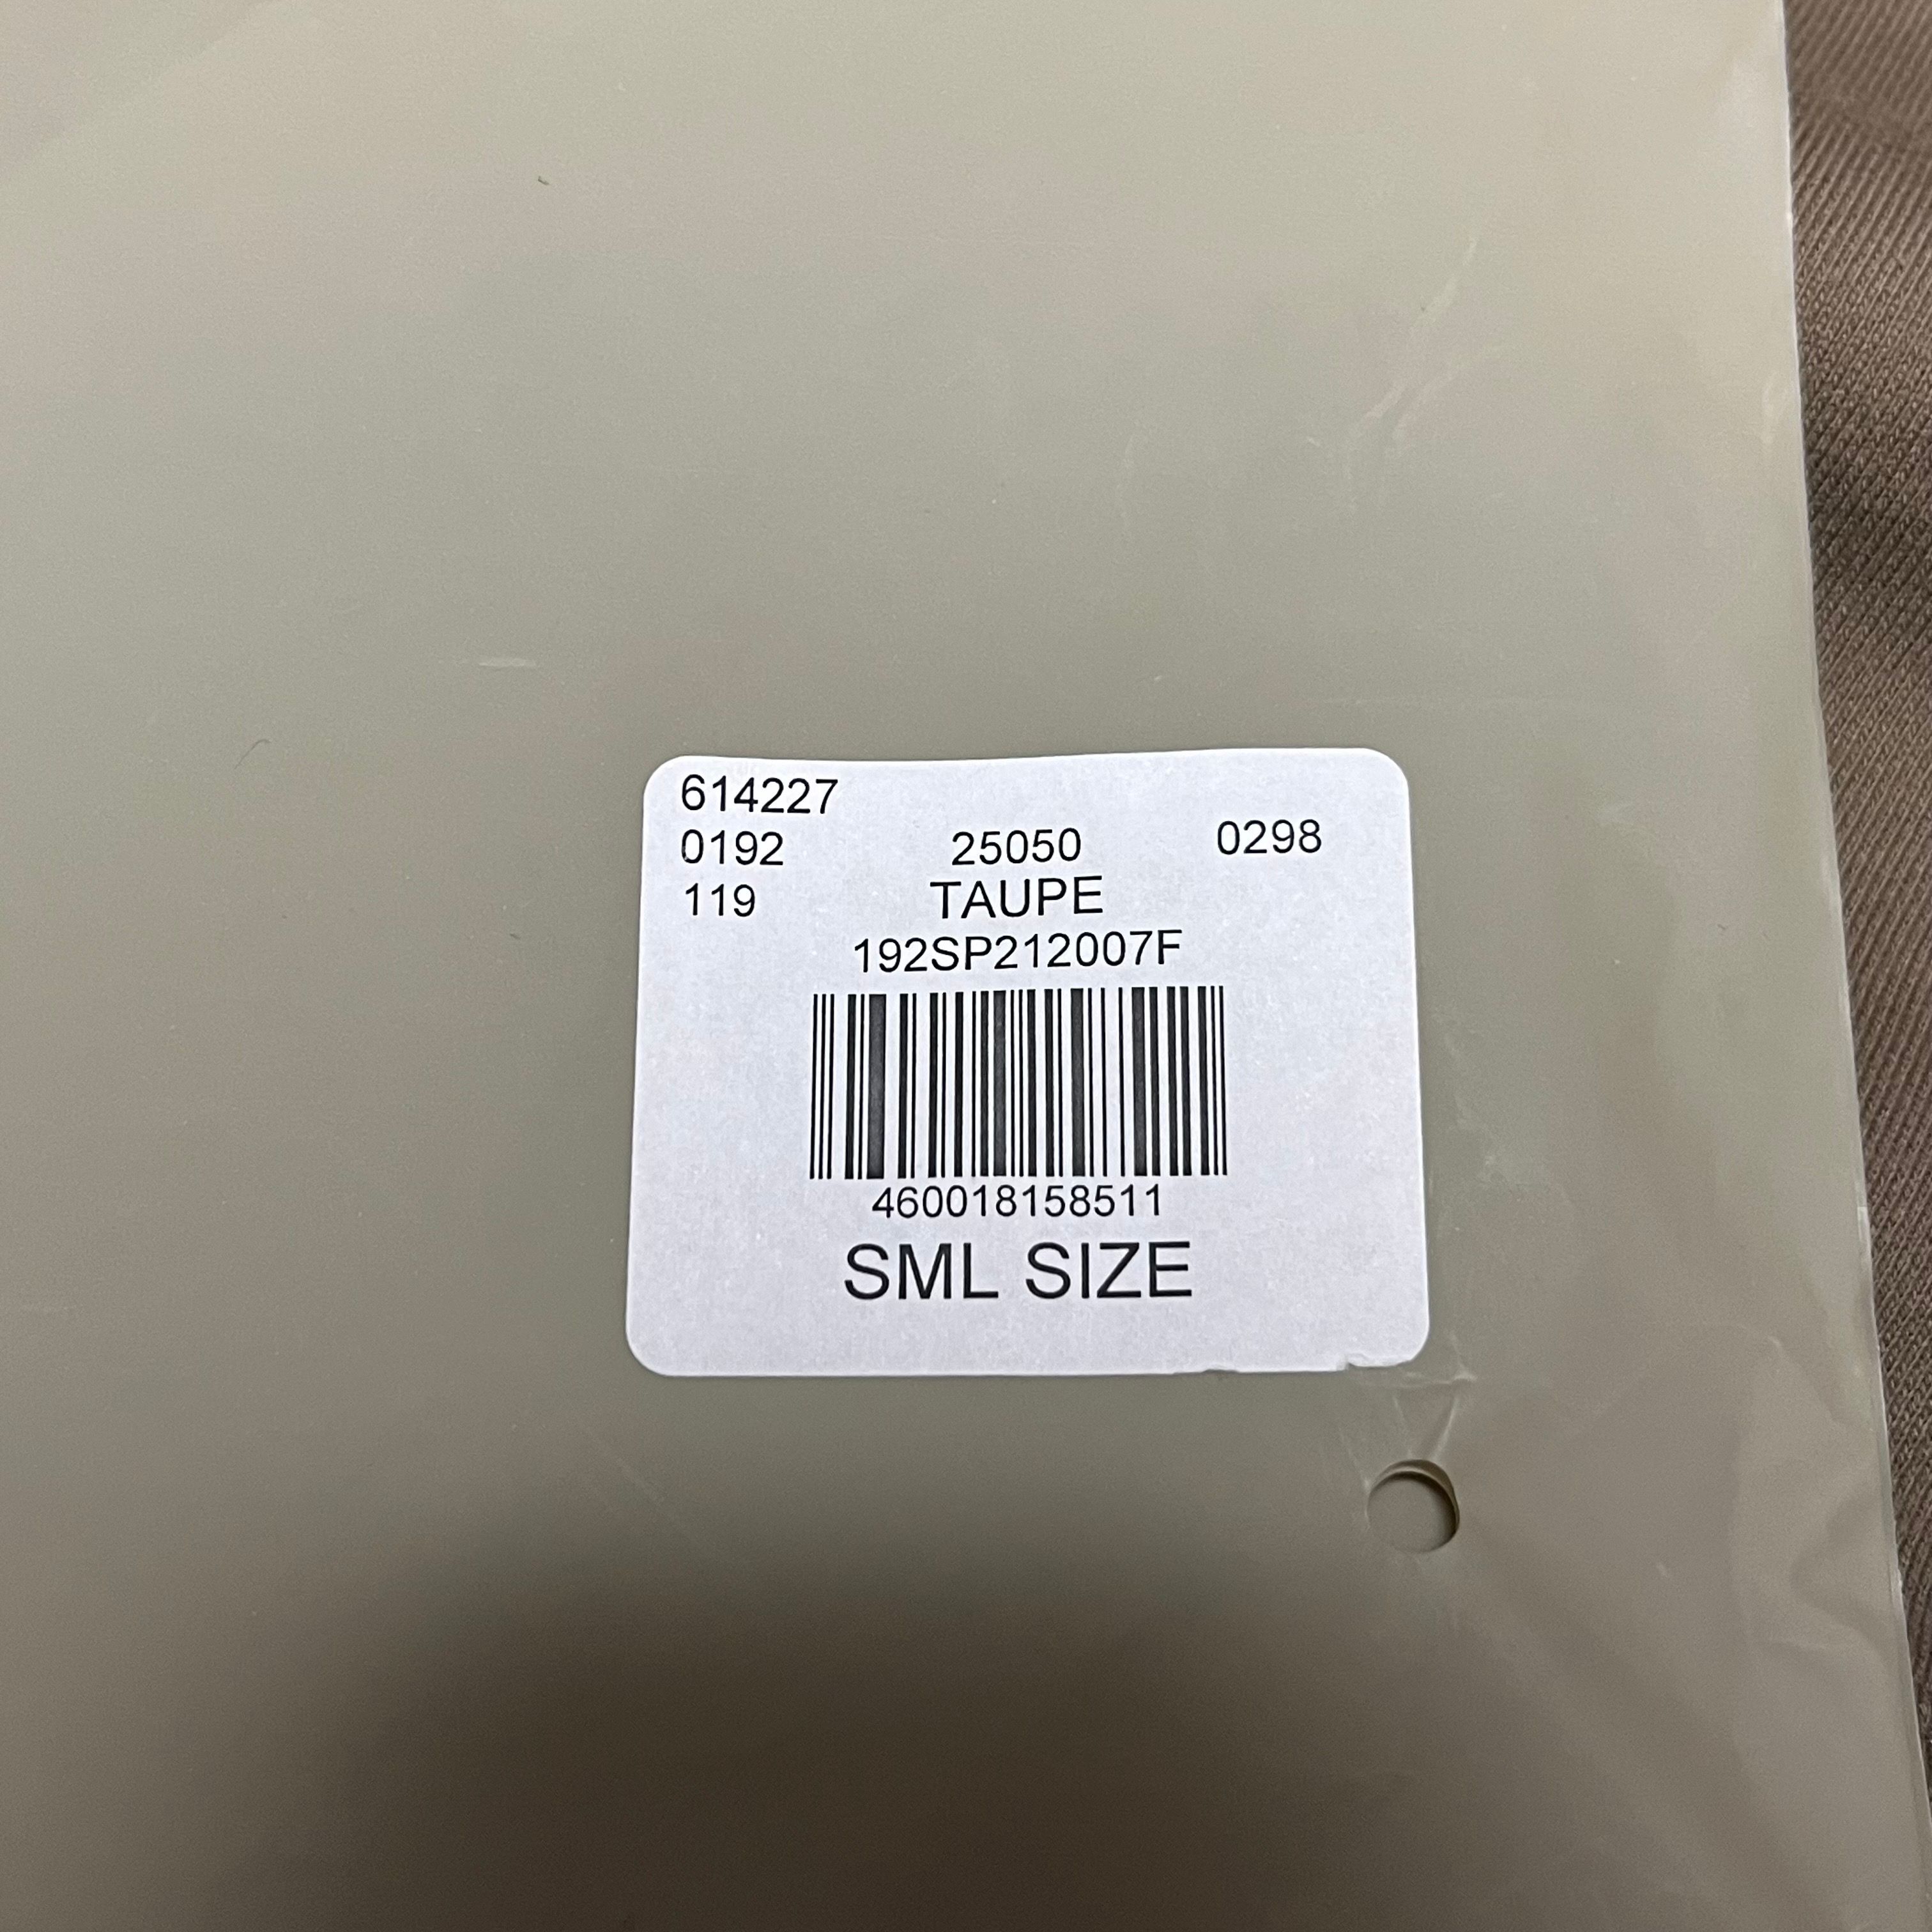 614227
0192 25050 0298
119 TAUPE
192SP212007F
460018158511
SML SIZE